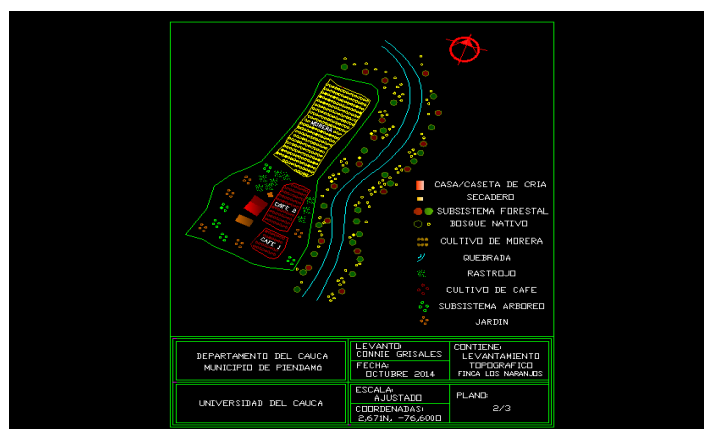 MORERA
CAFE 2
CAFE 1
CASA/CASETA DE CRIA
SECADERO
SUBSISTEMA FORESTAL
BOSQUE NATIVO
CULTIVO DE MORERA
QUEBRADA
RASTROJO
CULTIVO DE CAFE
SUBSISTEMA ARBOREO
JARDIN
DEPARTAMENTO DEL CAUCA
MUNICIPIO DE PIENDAMO
UNIVERSIDAD DEL CAUCA
LEVANTO:
CONNIE GRISALES
FECHA:
OCTUBRE 2014
ESCALA:
AJUSTADO
COORDENADAS:
2,671N, -76,600O
CONTIENE:
LEVANTAMIENTO
TOPOGRAFICO
FINCA LOS NARANJOS
PLANO:
2/3